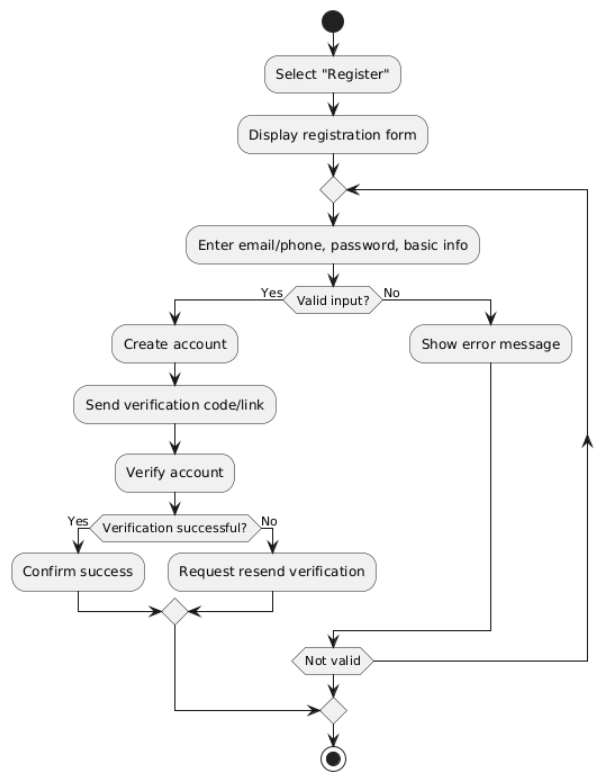 Select "Register"
Display registration form
Enter email/phone, password, basic info
Yes
Valid input?
No
Create account
Show error message
Send verification code/link
Verify account
Yes
Verification successful?
No
Confirm success
Request resend verification
Not valid